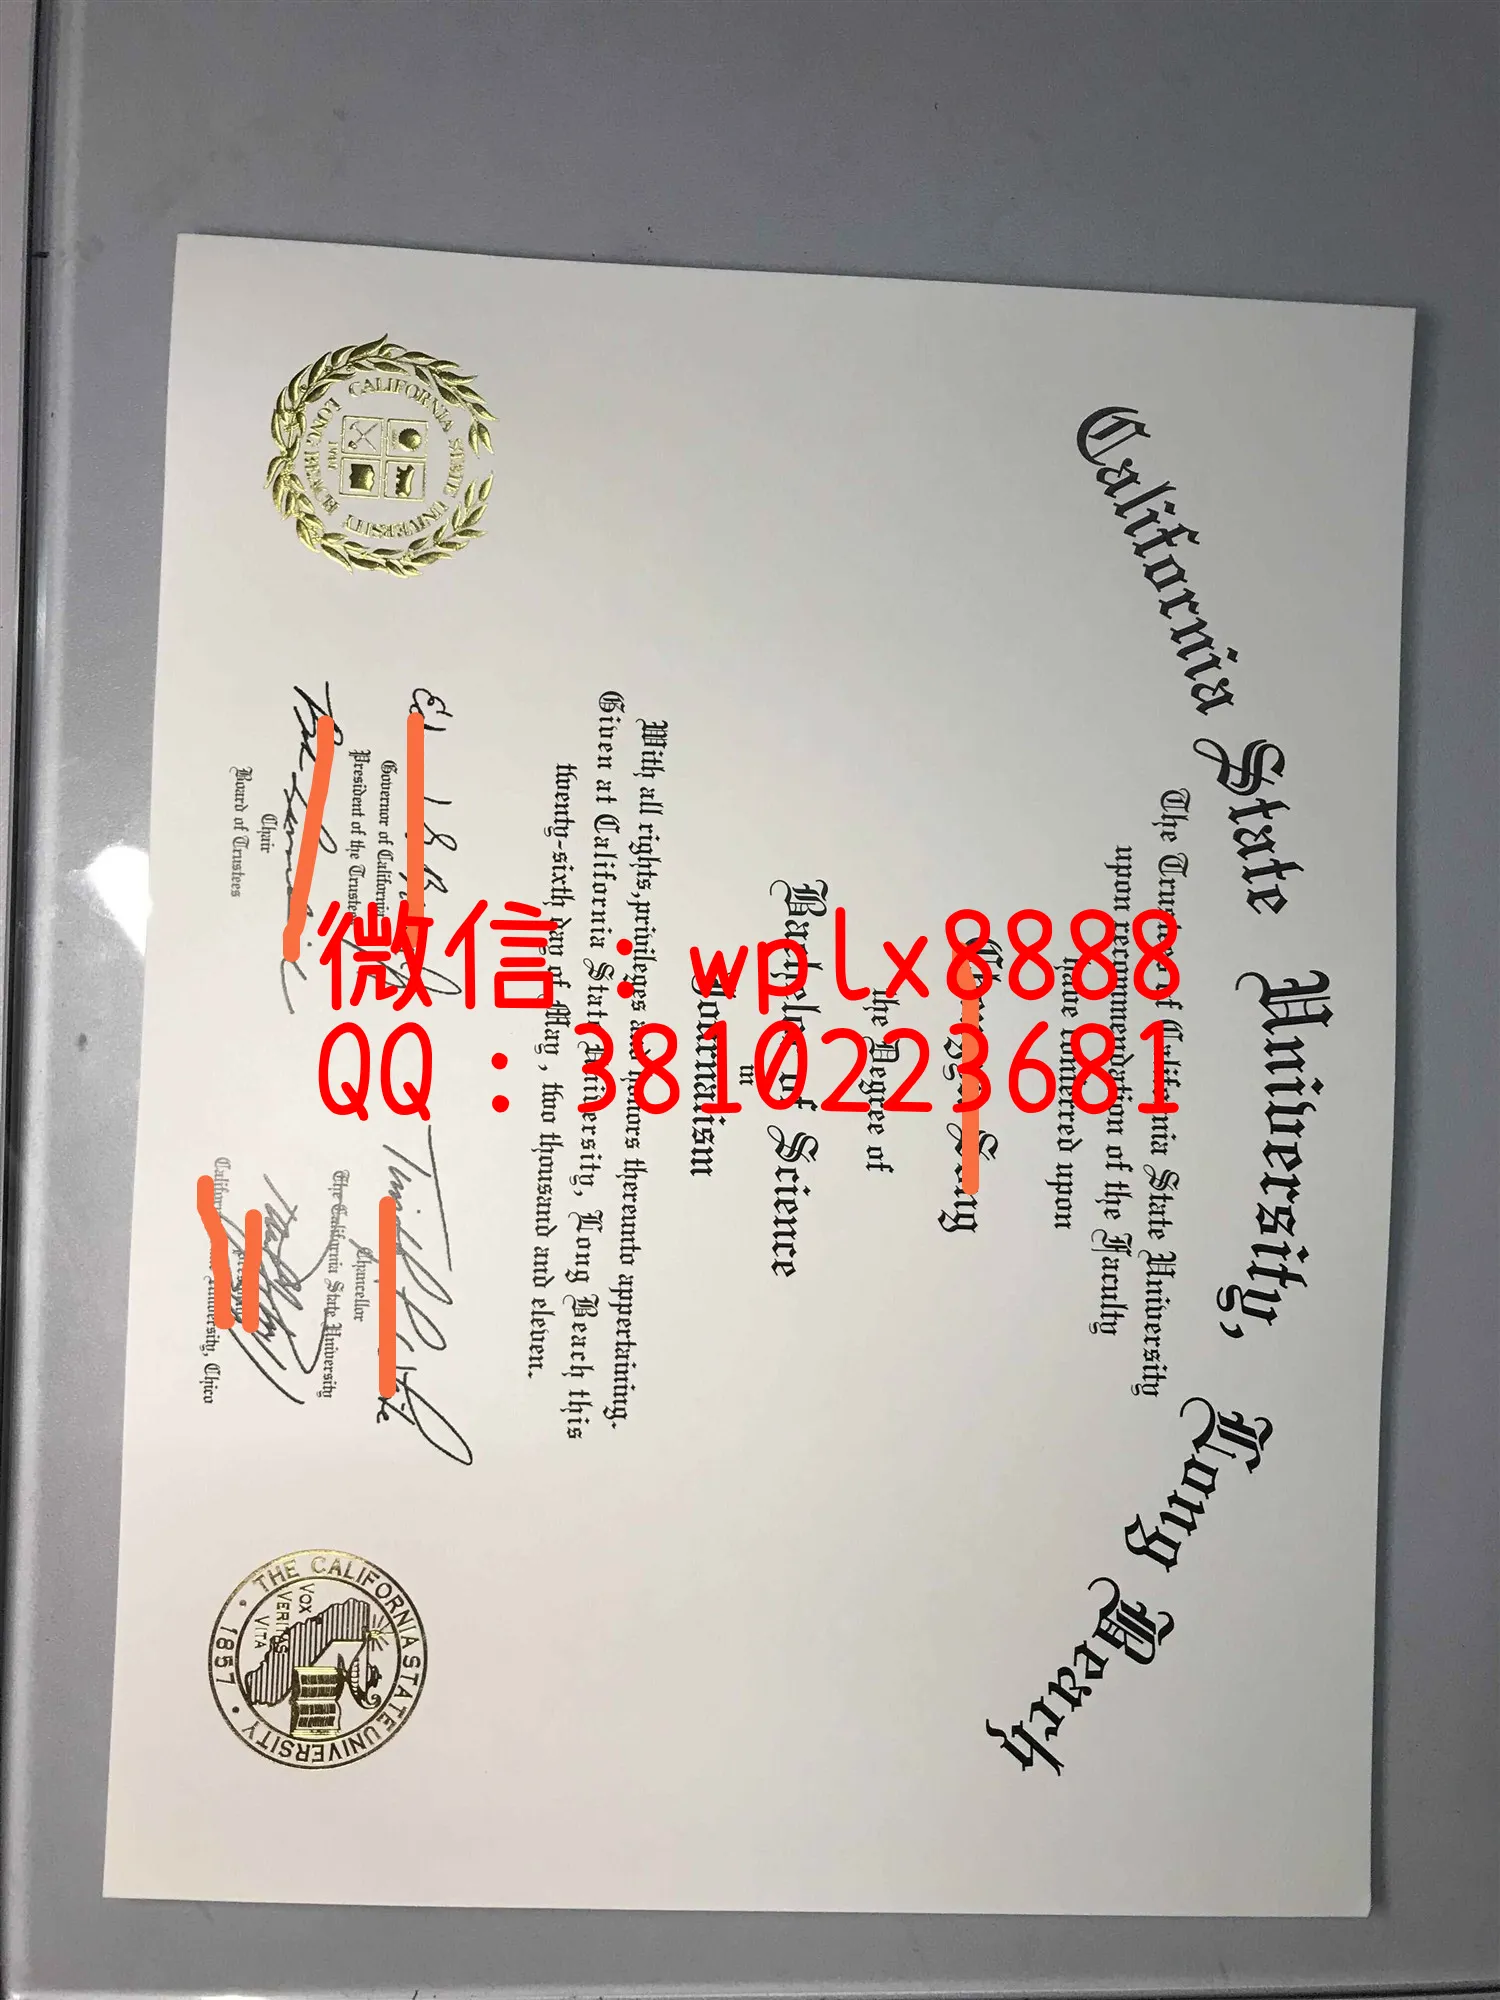 California State University, Long Beach
The Trustees of California State University
upon recommendation of the Faculty
have conferred upon
the Degree of
Bachelor of Science
in
Journalism
With all rights, privileges and honors thereunto appertaining.
Given at California State University, Long Beach this
twenty-sixth day of May, two thousand and eleven.
Governor of California
President of the Trustees
Chair
Board of Trustees
Chancellor
The California State University
University, Chico
CALIFORNIA STATE UNIVERSITY
LONG BEACH
THE CALIFORNIA STATE UNIVERSITY
1857
VOX
VERITAS
VITA
微信：wplx8888
QQ：3810223681